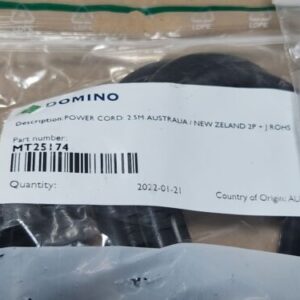 DOMINO
Description: POWER CORD 2.5M AUSTRALIA / NEW ZELAND 2P + J ROHS
Part number:
MT25174
Quantity:
2022-01-21
Country of Origin: AU
LDPE